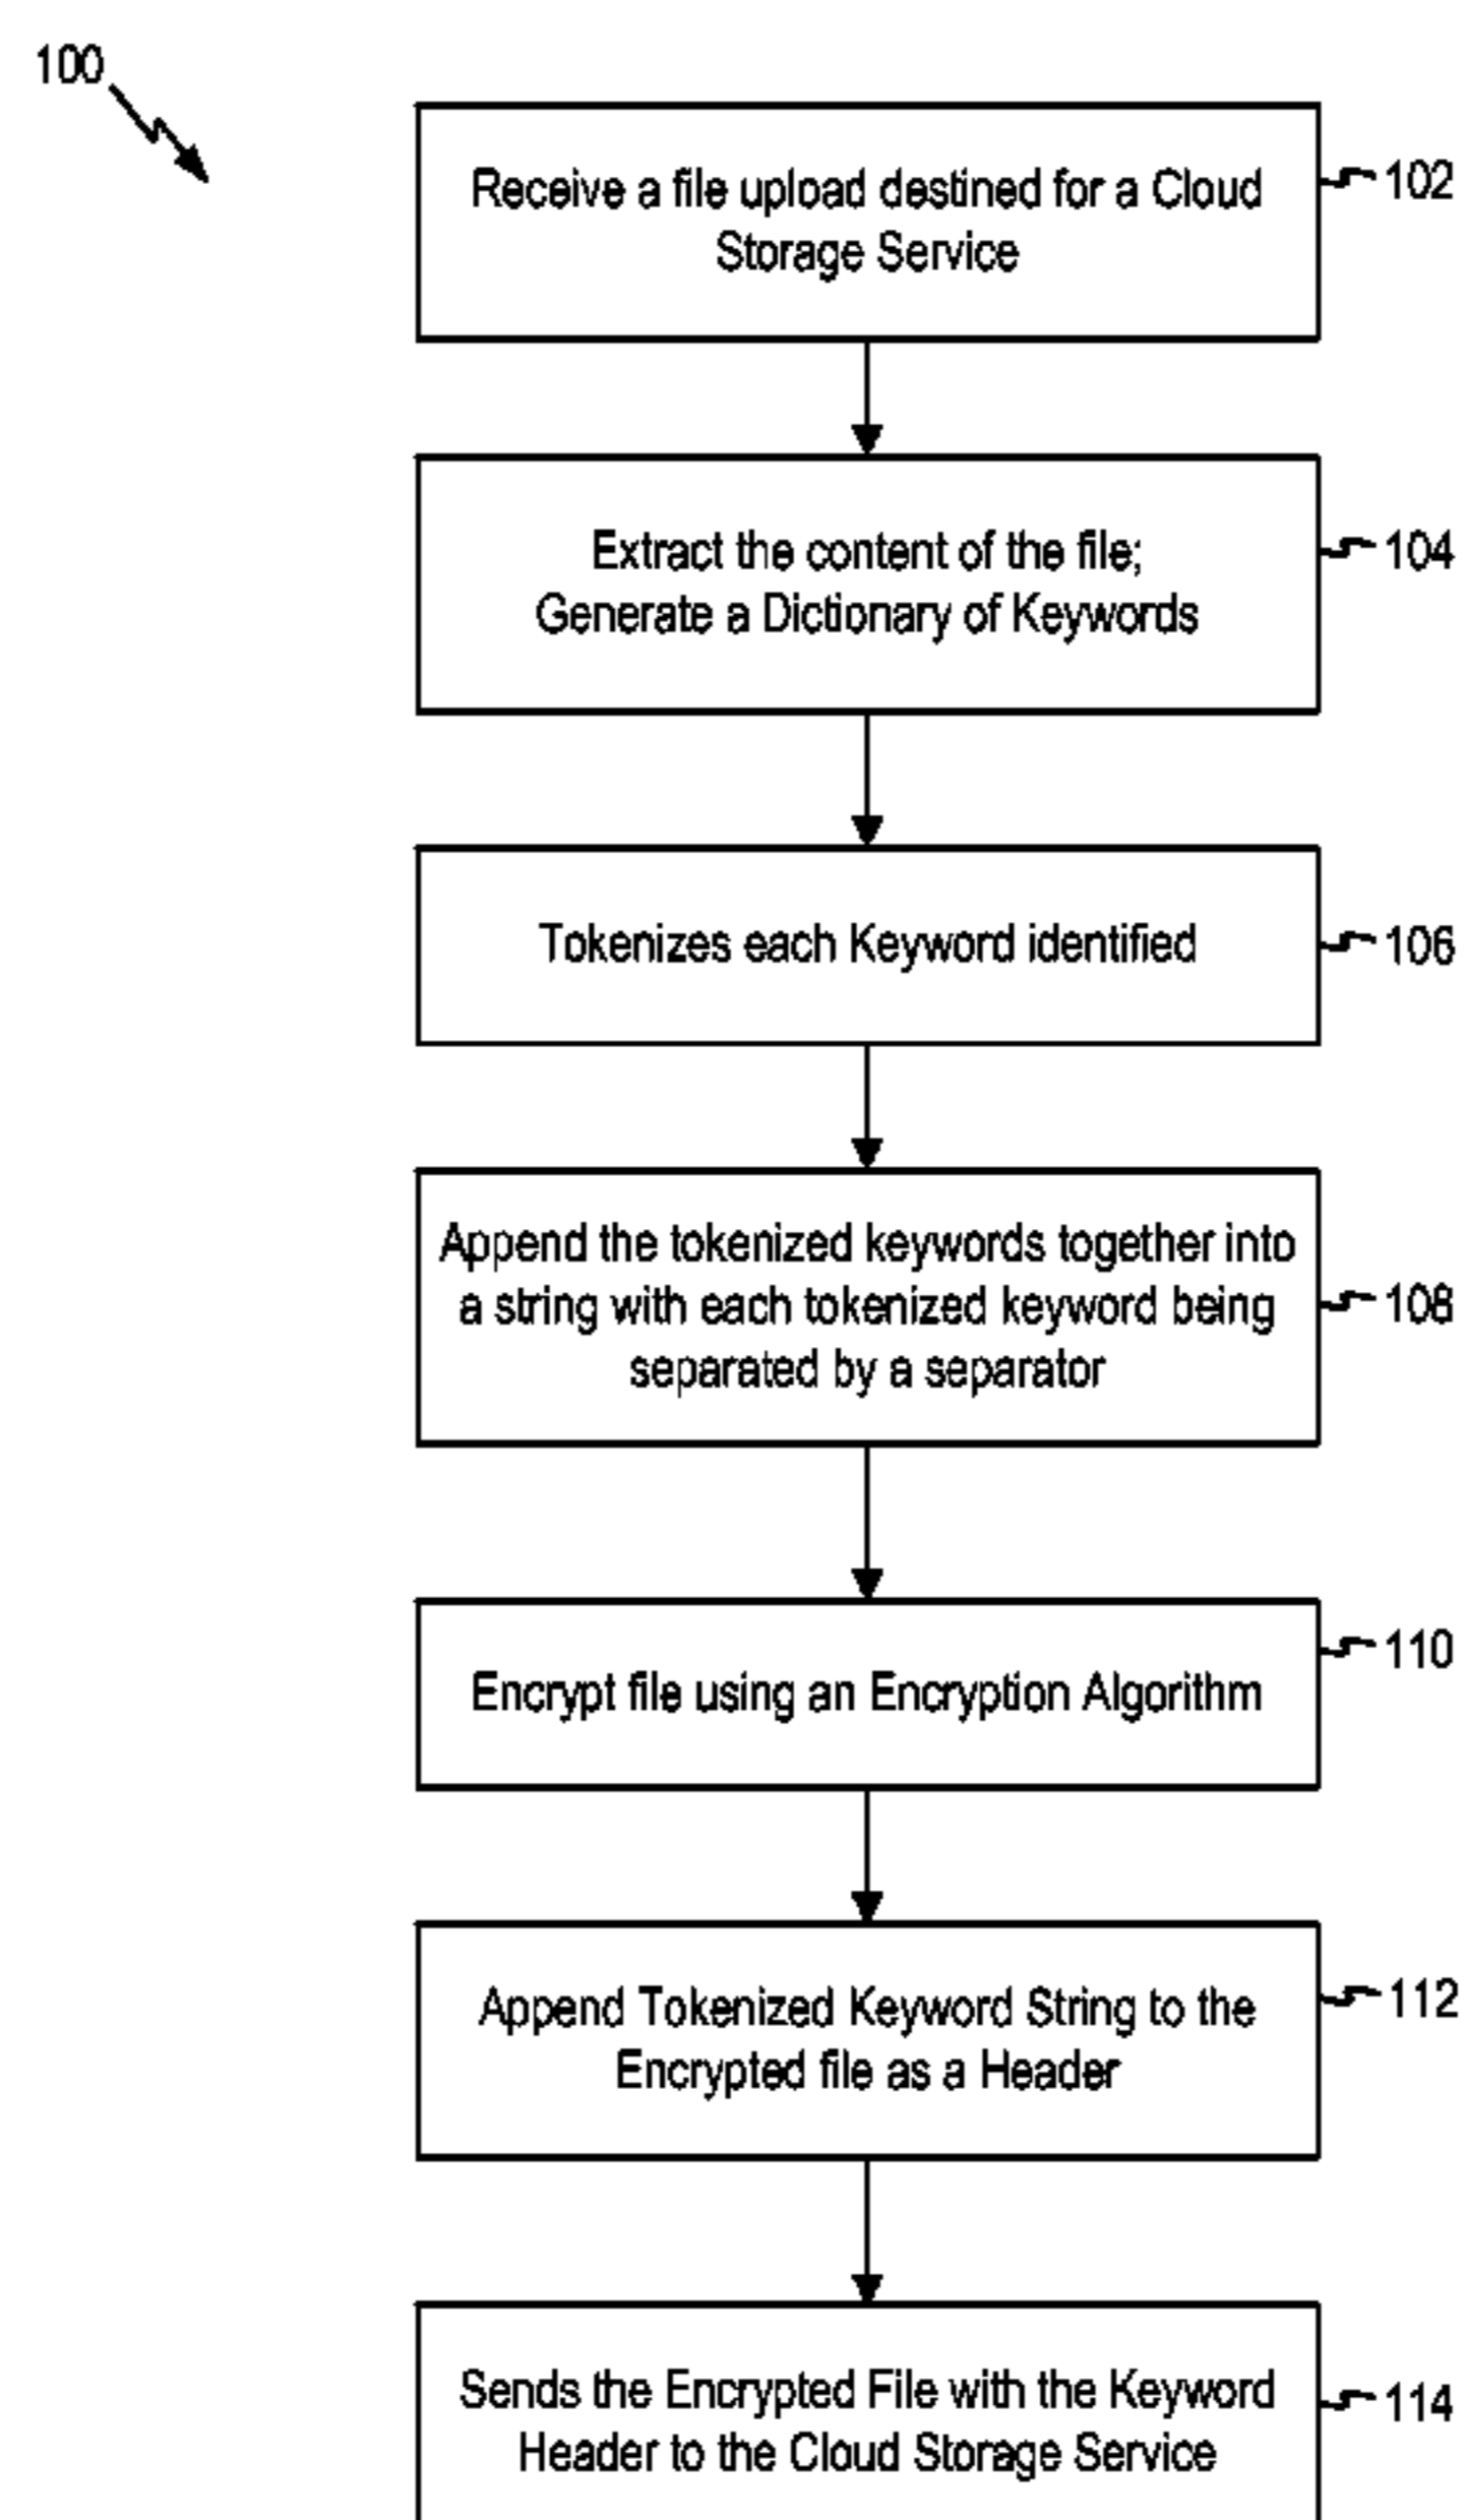 100
Receive a file upload destined for a Cloud
Storage Service
102
Extract the content of the file;
Generate a Dictionary of Keywords
104
Tokenizes each Keyword identified
106
Append the tokenized keywords together into
a string with each tokenized keyword being
separated by a separator
108
Encrypt file using an Encryption Algorithm
110
Append Tokenized Keyword String to the
Encrypted file as a Header
112
Sends the Encrypted File with the Keyword
Header to the Cloud Storage Service
114